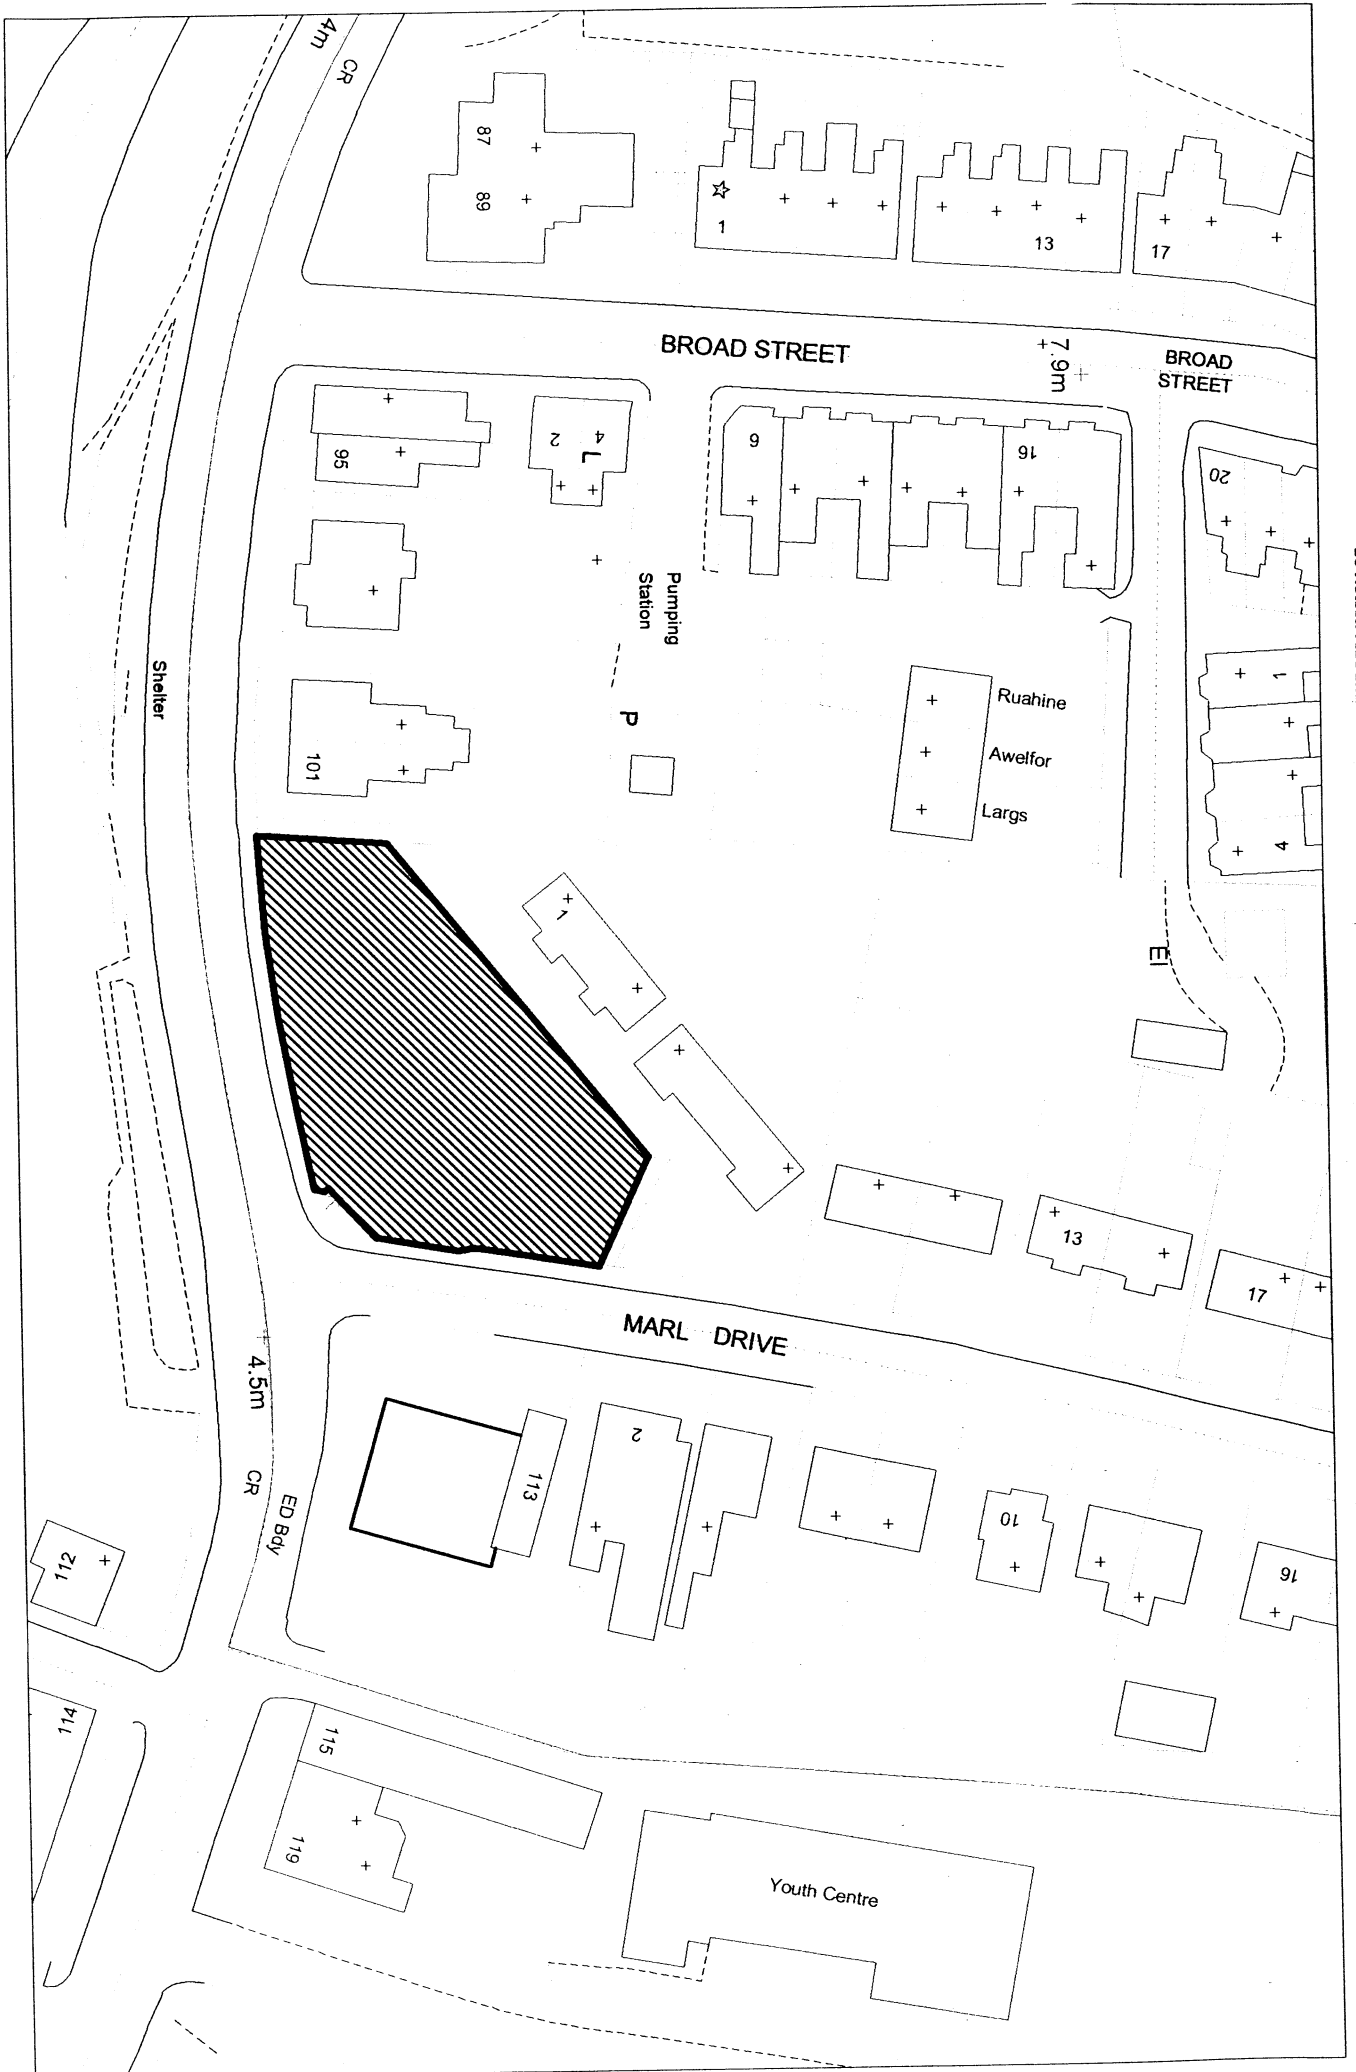 4m
CR
87
89
1
13
17
BROAD STREET
7.9m
BROAD
STREET
95
2
4
L
6
16
20
Pumping
Station
P
Ruahine
Awelfor
Largs
1
4
Shelter
101
1
El
13
17
MARL DRIVE
4.5m
CR
ED Bdy
113
2
10
16
112
114
115
119
Youth Centre